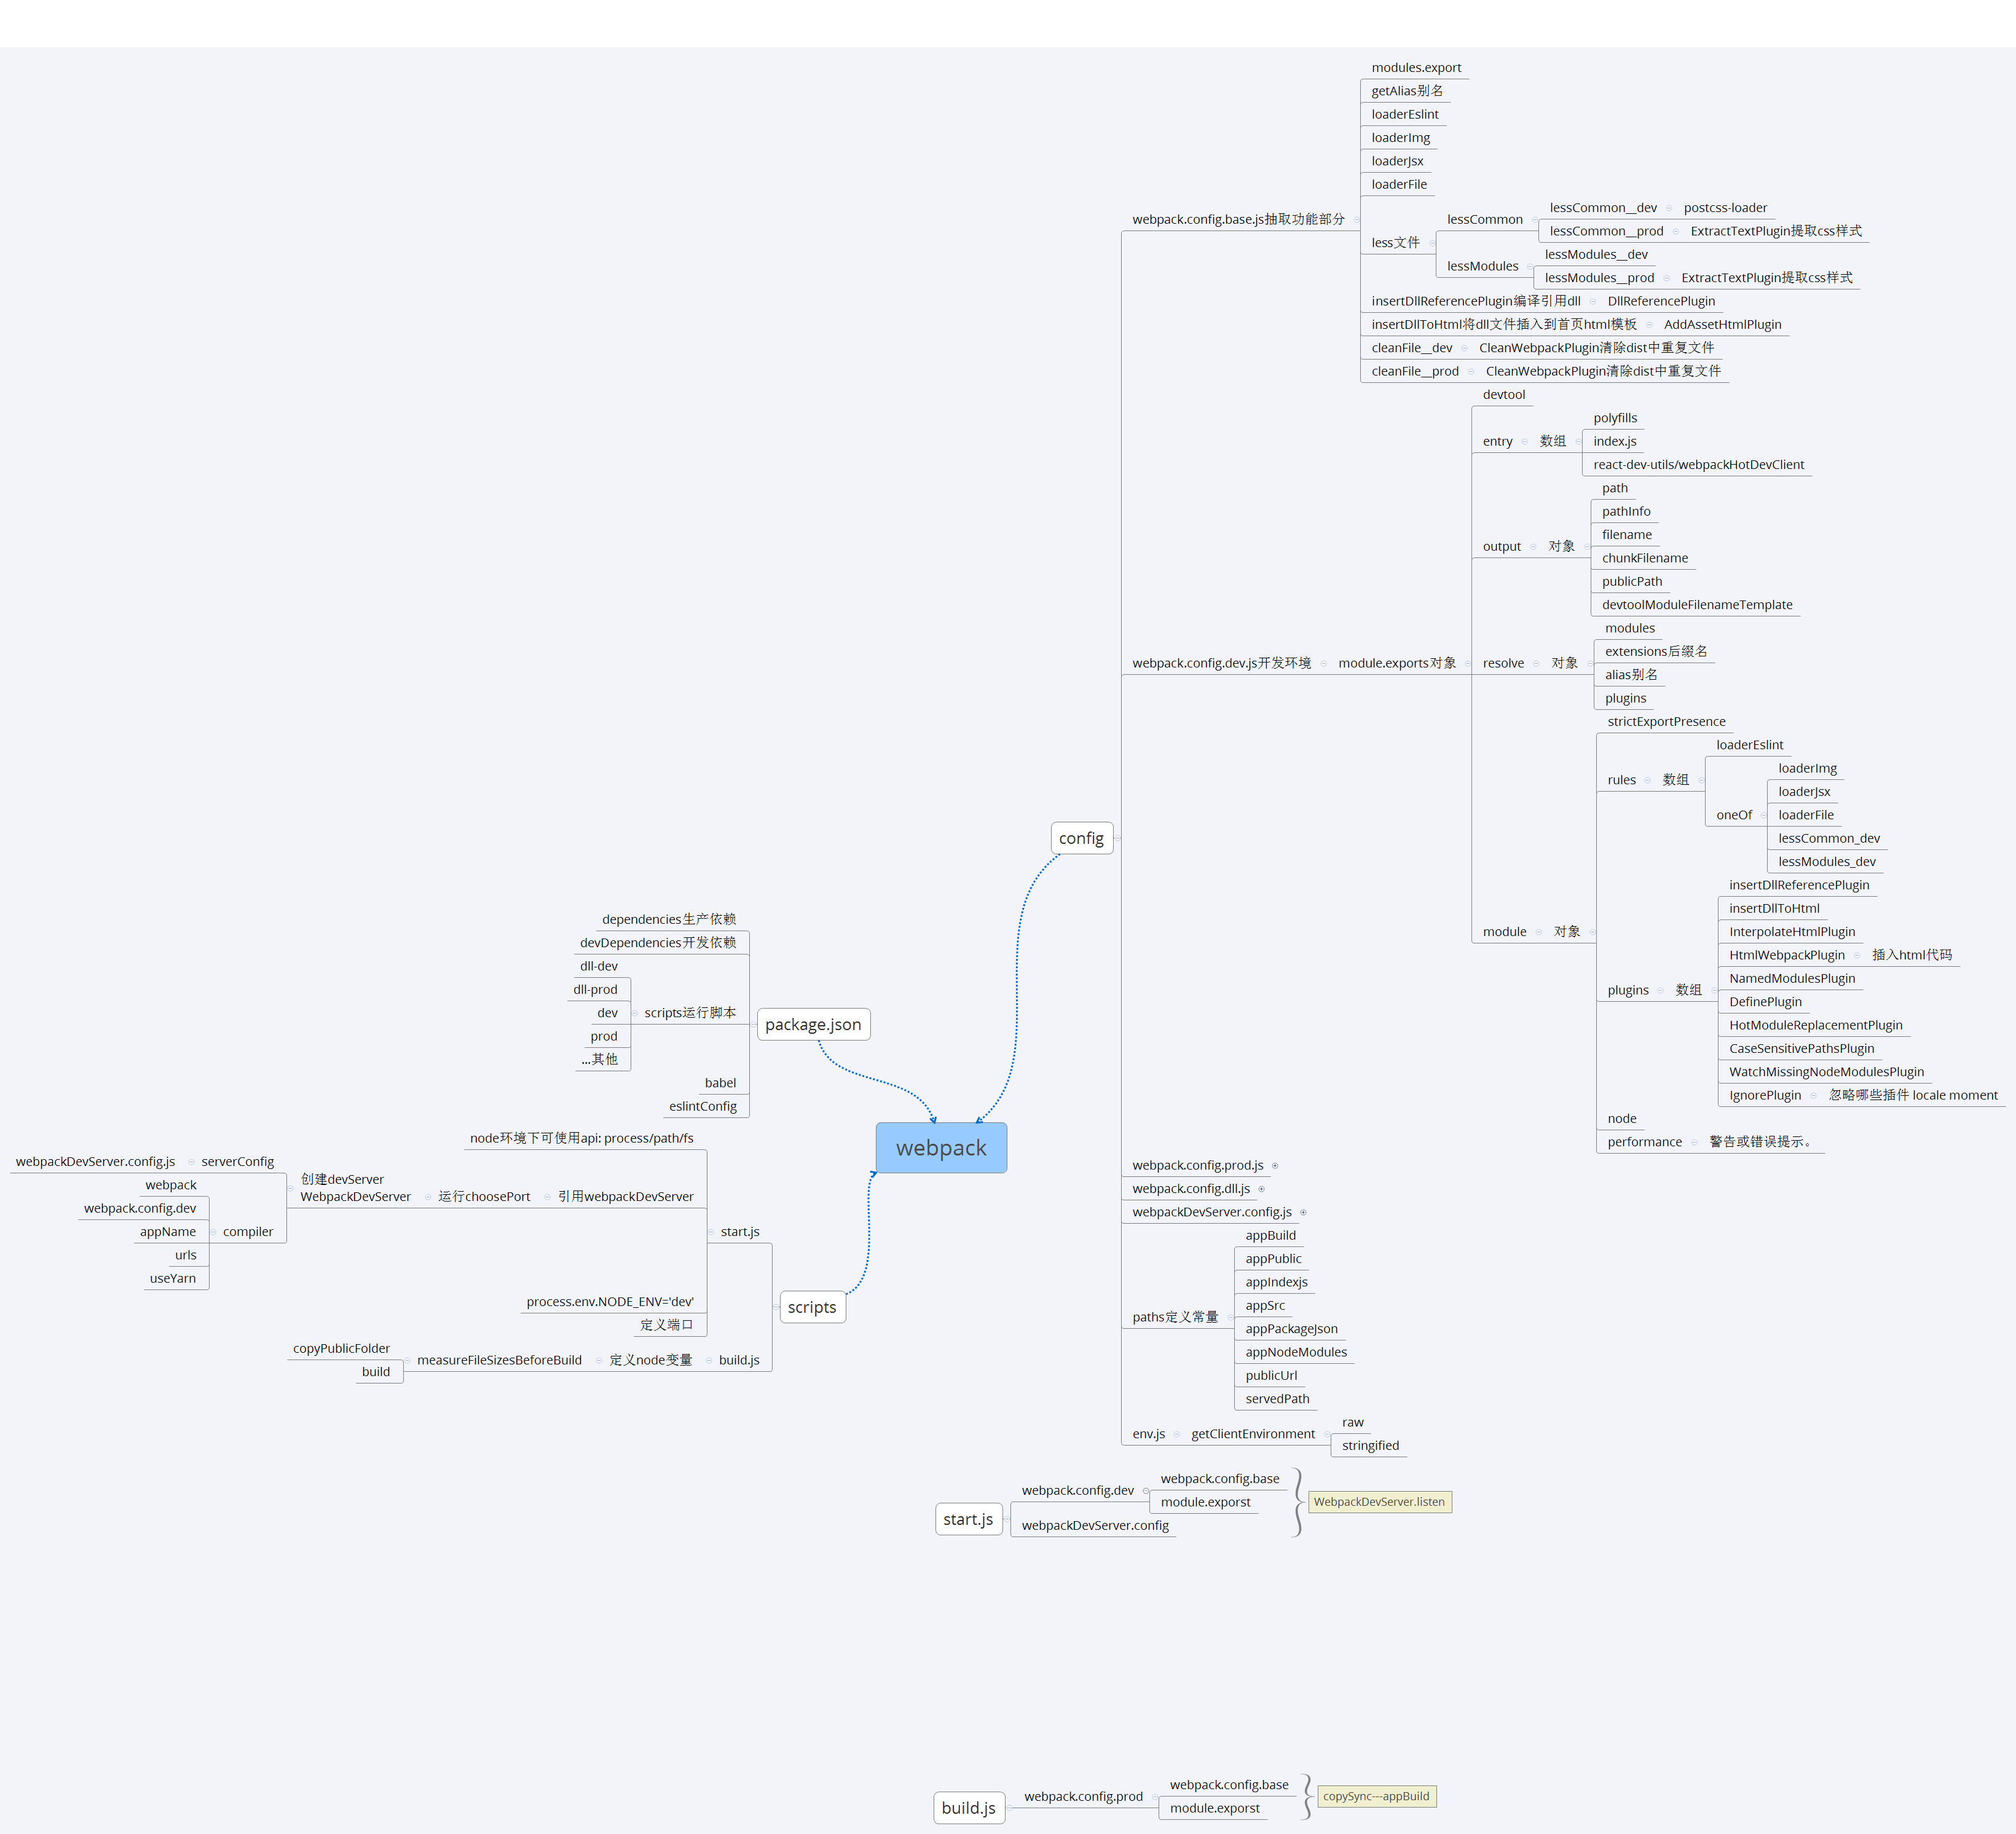 modules.export
getAlias别名
loaderEslint
loaderImg
loaderJsx
loaderFile
webpack.config.base.js抽取功能部分
less文件
lessCommon
lessCommon__dev
postcss-loader
lessCommon__prod
ExtractTextPlugin提取css样式
lessModules
lessModules__dev
lessModules__prod
ExtractTextPlugin提取css样式
insertDllReferencePlugin编译引用dll
DllReferencePlugin
insertDllToHtml将dll文件插入到首页html模板
AddAssetHtmlPlugin
cleanFile__dev
CleanWebpackPlugin清除dist中重复文件
cleanFile__prod
CleanWebpackPlugin清除dist中重复文件
devtool
entry
数组
polyfills
index.js
react-dev-utils/webpackHotDevClient
output
对象
path
pathInfo
filename
chunkFilename
publicPath
devtoolModuleFilenameTemplate
webpack.config.dev.js开发环境
module.exports对象
resolve
对象
modules
extensions后缀名
alias别名
plugins
module
对象
strictExportPresence
rules
数组
loaderEslint
oneOf
loaderImg
loaderJsx
loaderFile
lessCommon_dev
lessModules_dev
plugins
数组
insertDllReferencePlugin
insertDllToHtml
InterpolateHtmlPlugin
HtmlWebpackPlugin
插入html代码
NamedModulesPlugin
DefinePlugin
HotModuleReplacementPlugin
CaseSensitivePathsPlugin
WatchMissingNodeModulesPlugin
IgnorePlugin
忽略哪些插件 locale moment
node
performance
警告或错误提示。
config
webpack.config.prod.js
webpack.config.dll.js
webpackDevServer.config.js
paths定义常量
appBuild
appPublic
appIndexjs
appSrc
appPackageJson
appNodeModules
publicUrl
servedPath
env.js
getClientEnvironment
raw
stringified
package.json
dependencies生产依赖
devDependencies开发依赖
scripts运行脚本
dll-dev
dll-prod
dev
prod
...其他
babel
eslintConfig
webpack
scripts
start.js
node环境下可使用api: process/path/fs
引用webpackDevServer
运行choosePort
创建devServer
WebpackDevServer
serverConfig
webpackDevServer.config.js
compiler
webpack
webpack.config.dev
appName
urls
useYarn
process.env.NODE_ENV='dev'
定义端口
build.js
定义node变量
measureFileSizesBeforeBuild
copyPublicFolder
build
start.js
webpack.config.dev
webpack.config.base
module.exporst
webpackDevServer.config
WebpackDevServer.listen
build.js
webpack.config.prod
webpack.config.base
module.exporst
copySync---appBuild